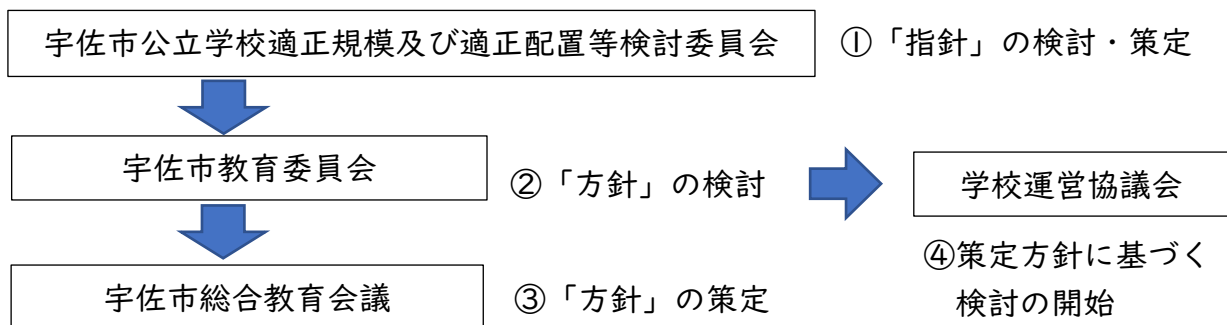 宇佐市公立学校適正規模及び適正配置等検討委員会
①「指針」の検討・策定
宇佐市教育委員会
②「方針」の検討
学校運営協議会
④策定方針に基づく
検討の開始
宇佐市総合教育会議
③「方針」の策定